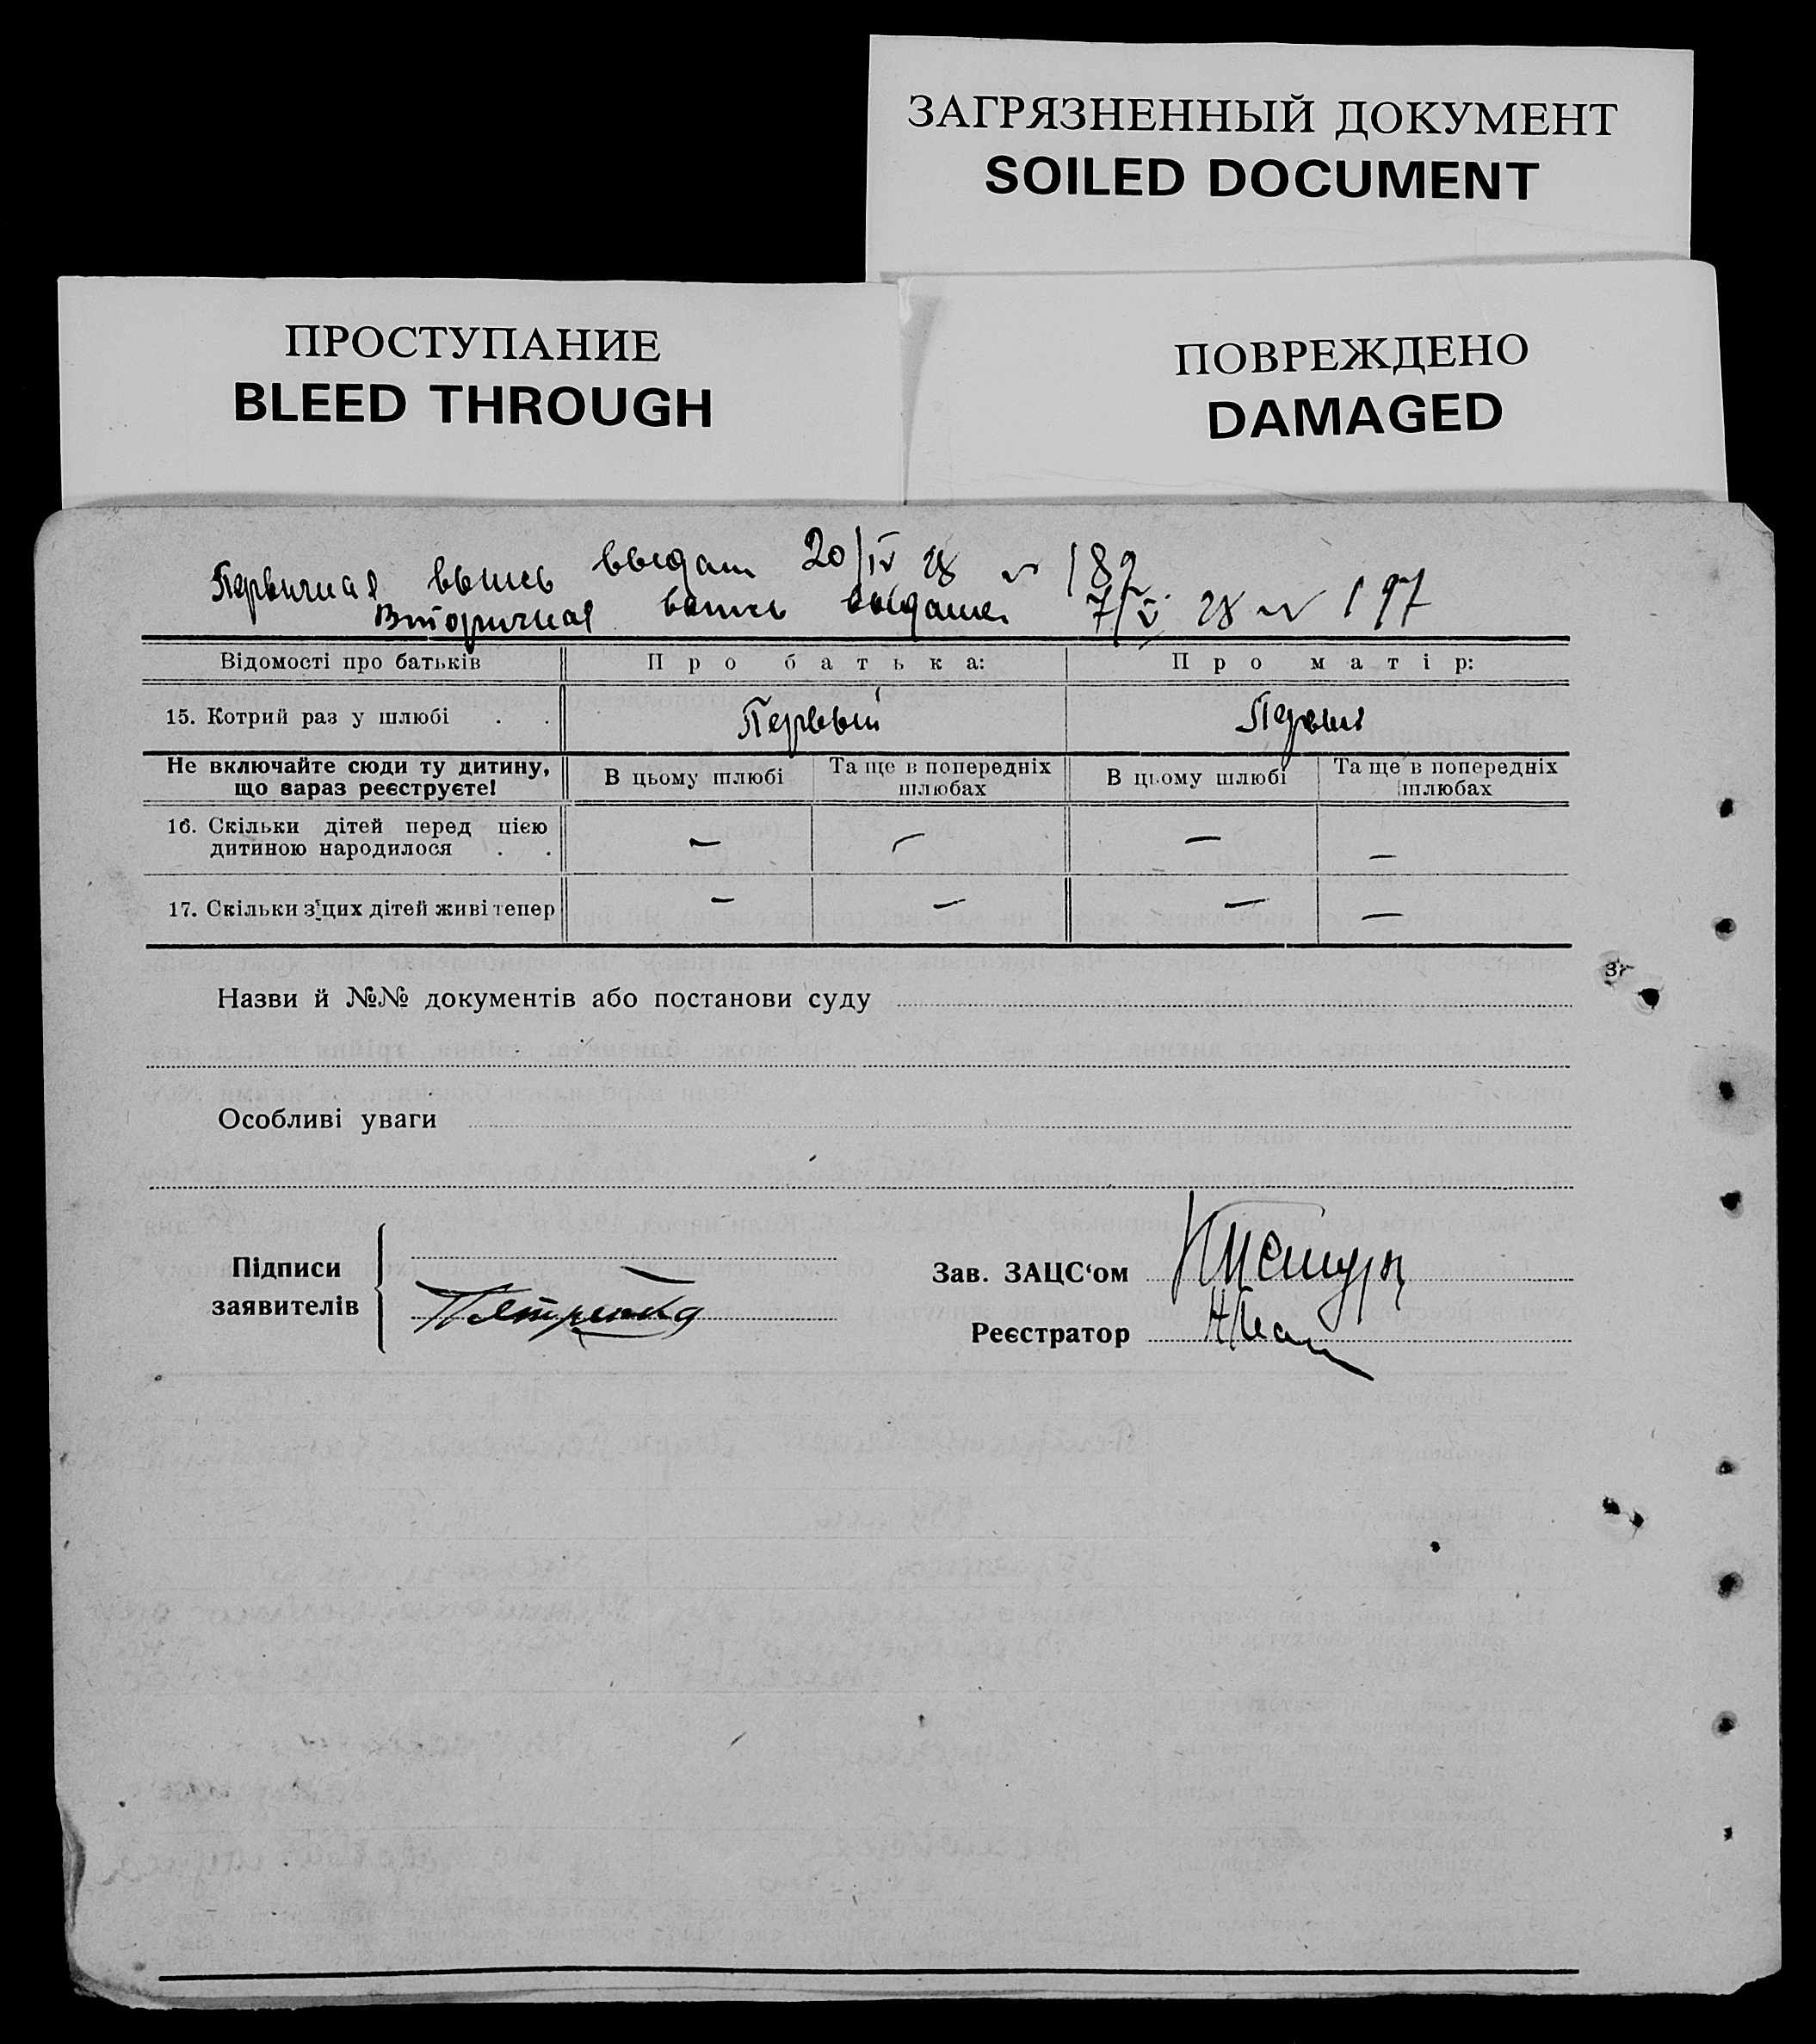 ЗАГРЯЗНЕННЫЙ ДОКУМЕНТ
SOILED DOCUMENT
ПРОСТУПАНИЕ
BLEED THROUGH
ПОВРЕЖДЕНО
DAMAGED
Первичная выпись выдана 20/IV 28 № 182
Вторичная выпись выдана 7/V 28 № 197
Відомості про батьків Про батька: Про матір:
15. Котрий раз у шлюбі . . Первый Первый
Не включайте сюди ту дитину, що вараз реєструєте! В цьому шлюбі Та ще в попередніх шлюбах В цьому шлюбі Та ще в попередніх шлюбах
16. Скільки дітей перед цією дитиною народилося . . — — — —
17. Скільки з цих дітей живі тепер — — — —
Назви й №№ документів або постанови суду
Особливі уваги
Підписи
заявителів
Зав. ЗАЦС‘ом
Реєстратор